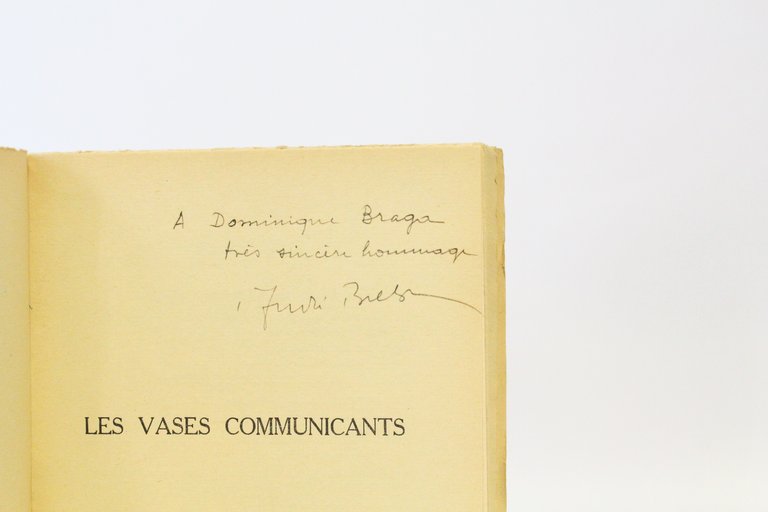 A Dominique Braga
très sincère hommage
André Breton
LES VASES COMMUNICANTS